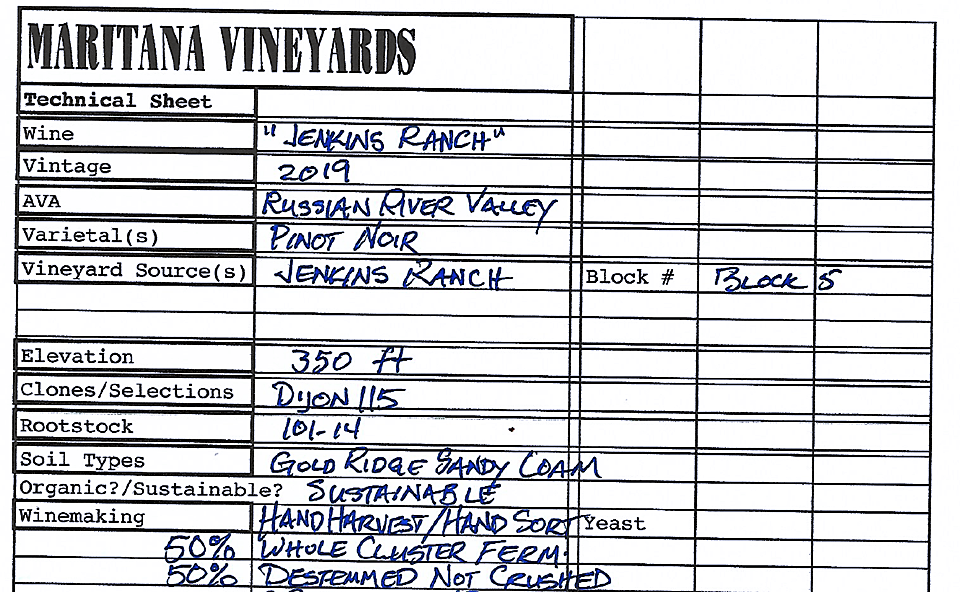 MARITANA VINEYARDS
Technical Sheet
Wine "JENKINS RANCH"
Vintage 2019
AVA RUSSIAN RIVER VALLEY
Varietal(s) PINOT NOIR
Vineyard Source(s) JENKINS RANCH Block # BLOCK 5
Elevation 350 ft
Clones/Selections DIJON 115
Rootstock 101-14
Soil Types GOLD RIDGE SANDY LOAM
Organic?/Sustainable? SUSTAINABLE
Winemaking HAND HARVEST/HAND SORT Yeast
50% WHOLE CLUSTER FERM.
50% DESTEMMED NOT CRUSHED